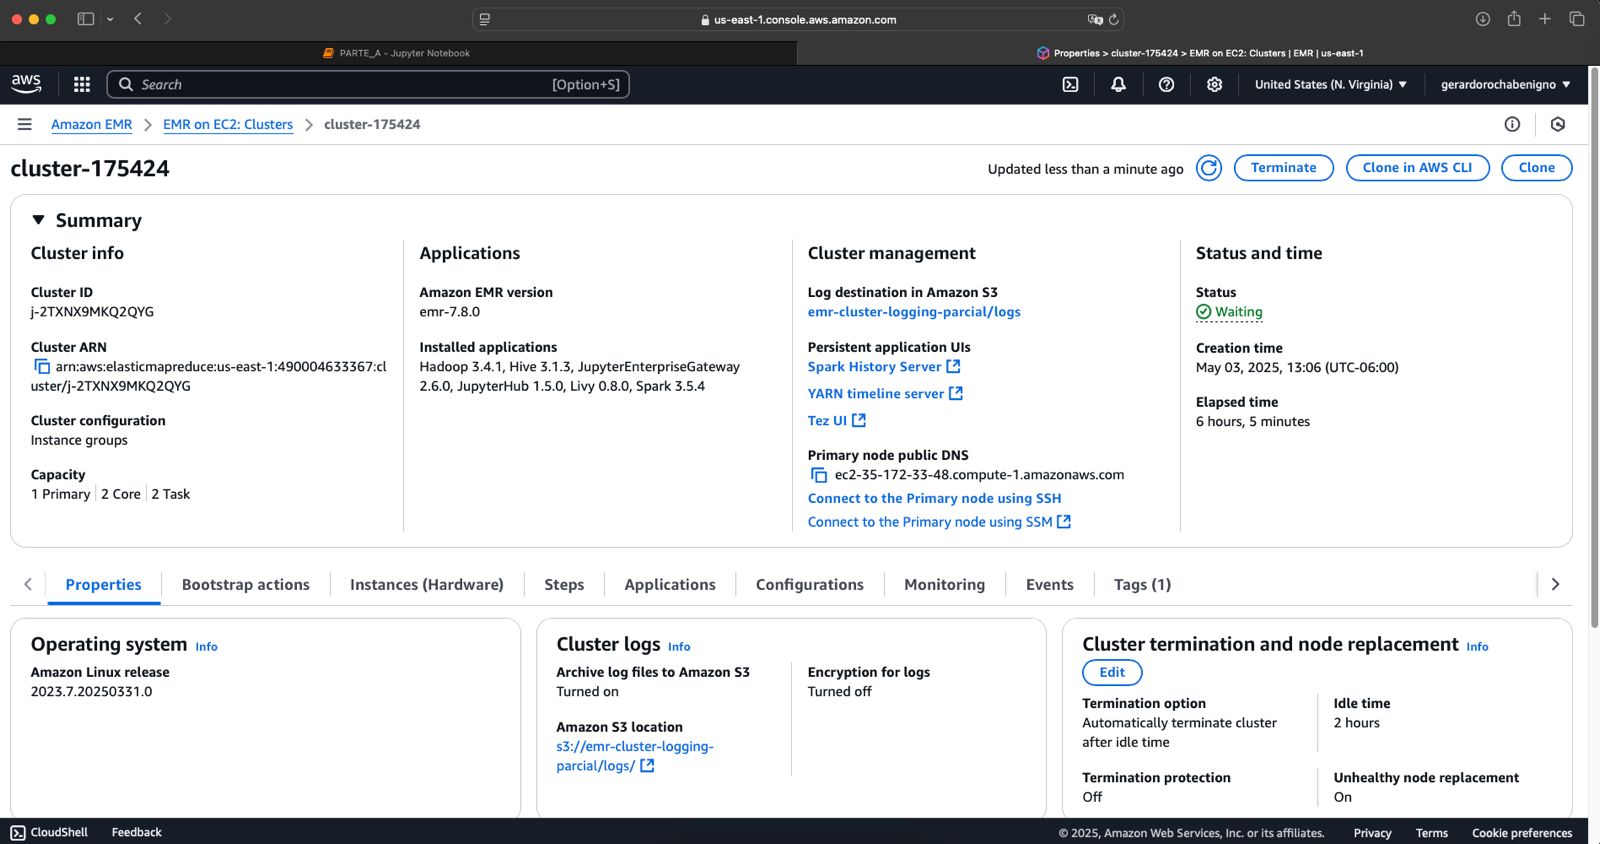 us-east-1.console.aws.amazon.com
PARTE_A - Jupyter Notebook
Properties > cluster-175424 > EMR on EC2: Clusters | EMR | us-east-1
aws
Search
[Option+S]
United States (N. Virginia)
gerardorochabenigno
Amazon EMR
EMR on EC2: Clusters
cluster-175424
cluster-175424
Updated less than a minute ago
Terminate
Clone in AWS CLI
Clone
Summary
Cluster info
Cluster ID
j-2TXNX9MKQ2QYG
Cluster ARN
arn:aws:elasticmapreduce:us-east-1:490004633367:cl
uster/j-2TXNX9MKQ2QYG
Cluster configuration
Instance groups
Capacity
1 Primary | 2 Core | 2 Task
Applications
Amazon EMR version
emr-7.8.0
Installed applications
Hadoop 3.4.1, Hive 3.1.3, JupyterEnterpriseGateway
2.6.0, JupyterHub 1.5.0, Livy 0.8.0, Spark 3.5.4
Cluster management
Log destination in Amazon S3
emr-cluster-logging-parcial/logs
Persistent application UIs
Spark History Server
YARN timeline server
Tez UI
Primary node public DNS
ec2-35-172-33-48.compute-1.amazonaws.com
Connect to the Primary node using SSH
Connect to the Primary node using SSM
Status and time
Status
Waiting
Creation time
May 03, 2025, 13:06 (UTC-06:00)
Elapsed time
6 hours, 5 minutes
Properties
Bootstrap actions
Instances (Hardware)
Steps
Applications
Configurations
Monitoring
Events
Tags (1)
Operating system Info
Amazon Linux release
2023.7.20250331.0
Cluster logs Info
Archive log files to Amazon S3
Turned on
Amazon S3 location
s3://emr-cluster-logging-
parcial/logs/
Encryption for logs
Turned off
Cluster termination and node replacement Info
Edit
Termination option
Automatically terminate cluster
after idle time
Idle time
2 hours
Termination protection
Off
Unhealthy node replacement
On
CloudShell
Feedback
© 2025, Amazon Web Services, Inc. or its affiliates.
Privacy
Terms
Cookie preferences